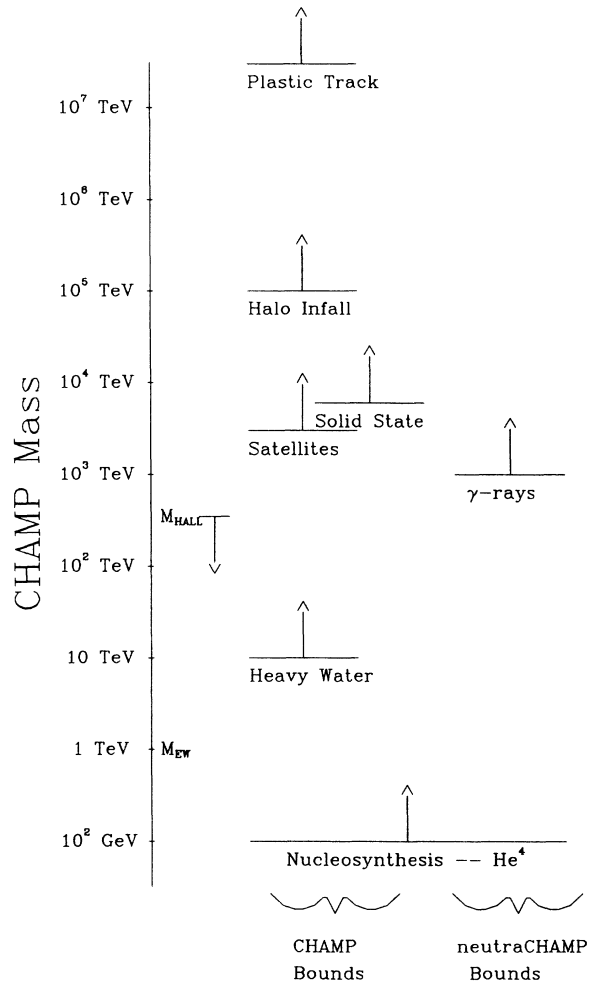 Plastic Track
10⁷ TeV
10⁶ TeV
10⁵ TeV
Halo Infall
10⁴ TeV
Solid State
Satellites
10³ TeV
γ-rays
M_HALL
10² TeV
10 TeV
Heavy Water
1 TeV
M_EW
10² GeV
Nucleosynthesis -- He⁴
CHAMP Mass
CHAMP
Bounds
neutraCHAMP
Bounds